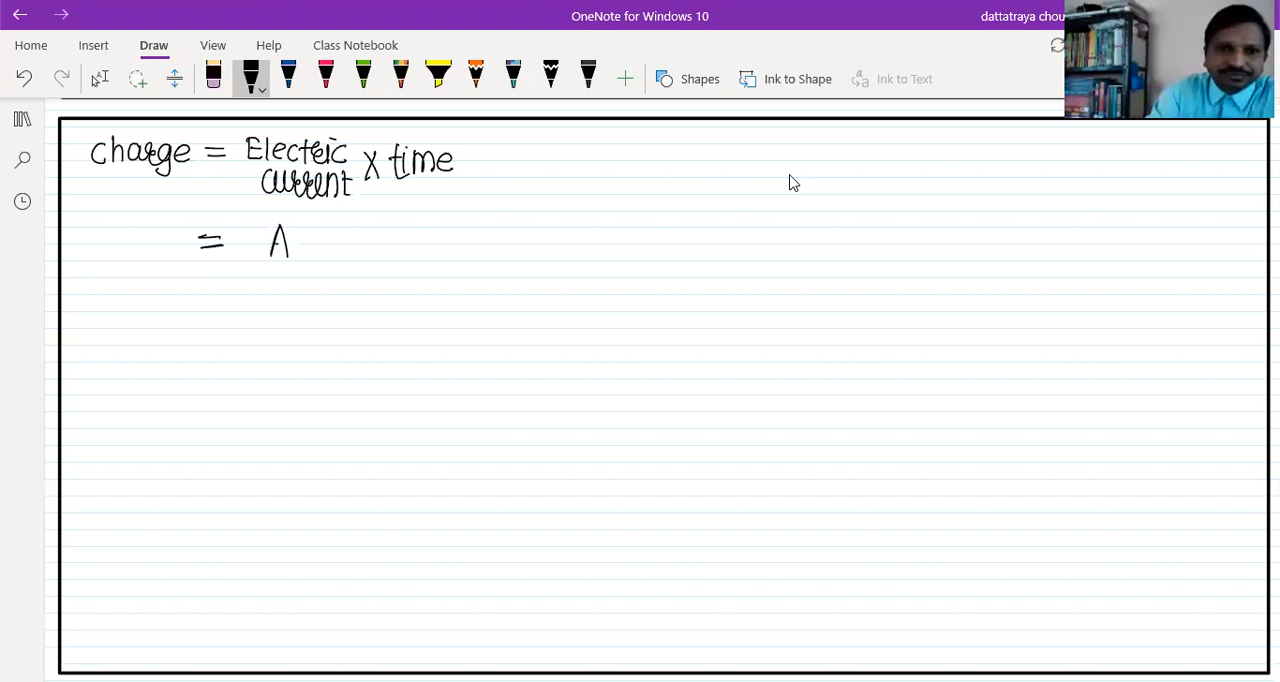 OneNote for Windows 10
dattatraya chou
Home Insert Draw View Help Class Notebook
Shapes Ink to Shape Ink to Text
charge = Electric current x time
= A